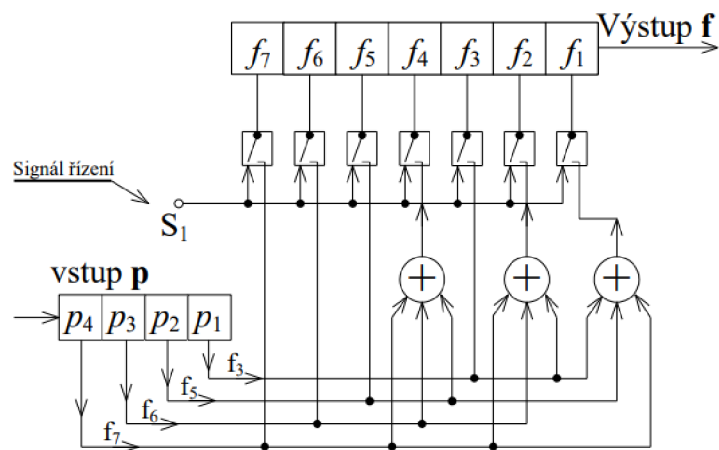 f7 f6 f5 f4 f3 f2 f1
Výstup f
Signál řízení
S1
vstup p
p4 p3 p2 p1
+ + +
f3
f5
f6
f7